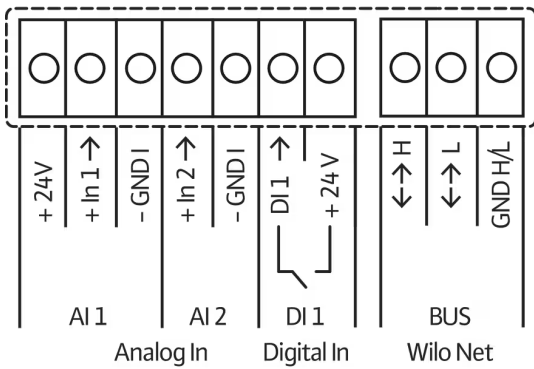 + 24V
+ In 1 →
- GND I
+ In 2 →
- GND I
DI 1 →
+ 24 V
↔ H
↔ L
GND H/L
AI 1
AI 2
DI 1
BUS
Analog In
Digital In
Wilo Net